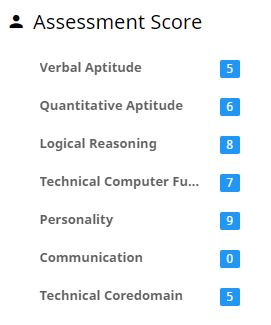 Assessment Score
Verbal Aptitude 5
Quantitative Aptitude 6
Logical Reasoning 8
Technical Computer Fu... 7
Personality 9
Communication 0
Technical Coredomain 5